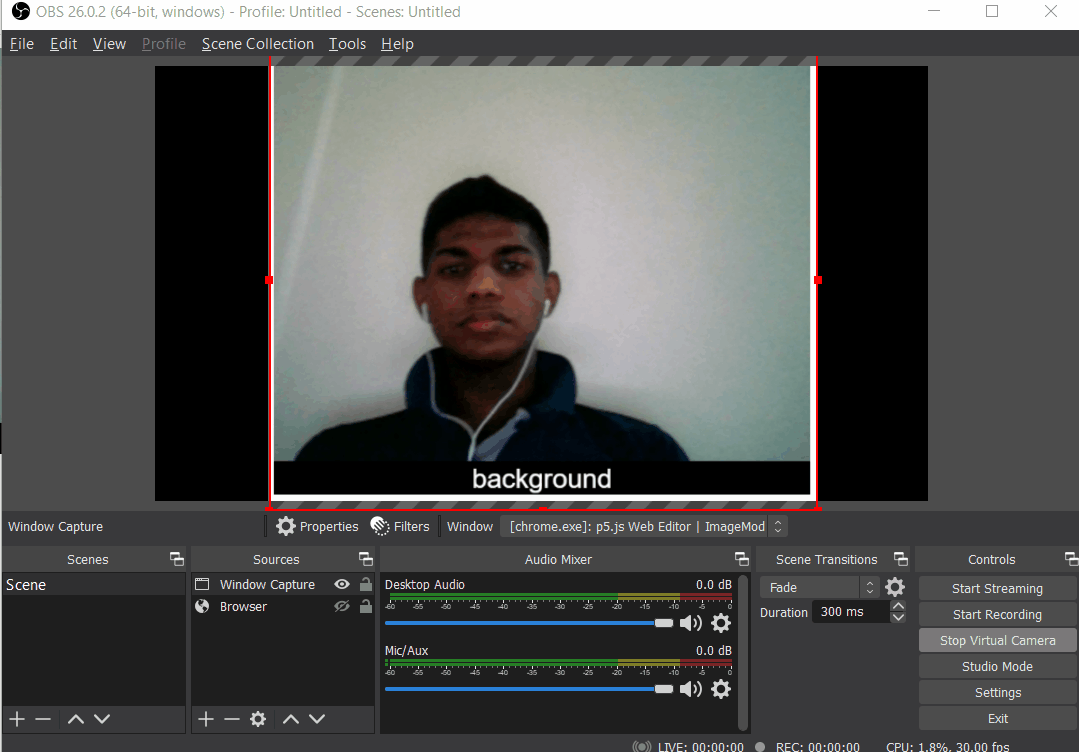 OBS 26.0.2 (64-bit, windows) - Profile: Untitled - Scenes: Untitled
File Edit View Profile Scene Collection Tools Help
background
Window Capture Properties Filters Window [chrome.exe]: p5.js Web Editor | ImageMod
Scenes Sources Audio Mixer Scene Transitions Controls
Scene
Window Capture
Browser
Desktop Audio 0.0 dB
-60 -55 -50 -45 -40 -35 -30 -25 -20 -15 -10 -5 0
Mic/Aux 0.0 dB
-60 -55 -50 -45 -40 -35 -30 -25 -20 -15 -10 -5 0
Fade
Duration 300 ms
Start Streaming
Start Recording
Stop Virtual Camera
Studio Mode
Settings
Exit
LIVE: 00:00:00 REC: 00:00:00 CPU: 1.8%, 30.00 fps